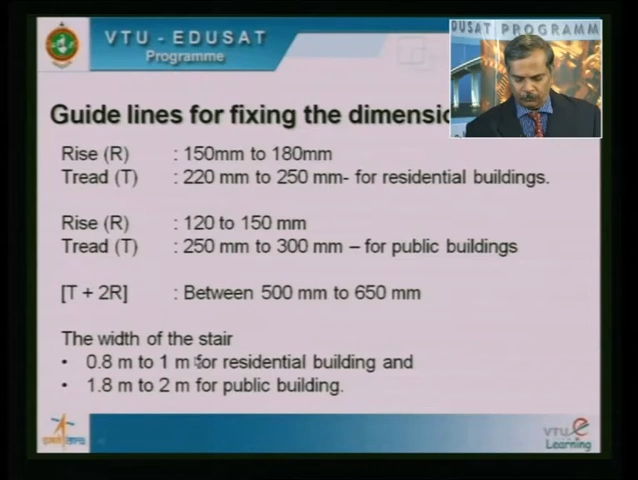 VTU - EDUSAT
Programme
DUSAT PROGRAMM
Guide lines for fixing the dimensio
Rise (R) : 150mm to 180mm
Tread (T) : 220 mm to 250 mm- for residential buildings.
Rise (R) : 120 to 150 mm
Tread (T) : 250 mm to 300 mm – for public buildings
[T + 2R] : Between 500 mm to 650 mm
The width of the stair
• 0.8 m to 1 m for residential building and
• 1.8 m to 2 m for public building.
VTU e
Learning